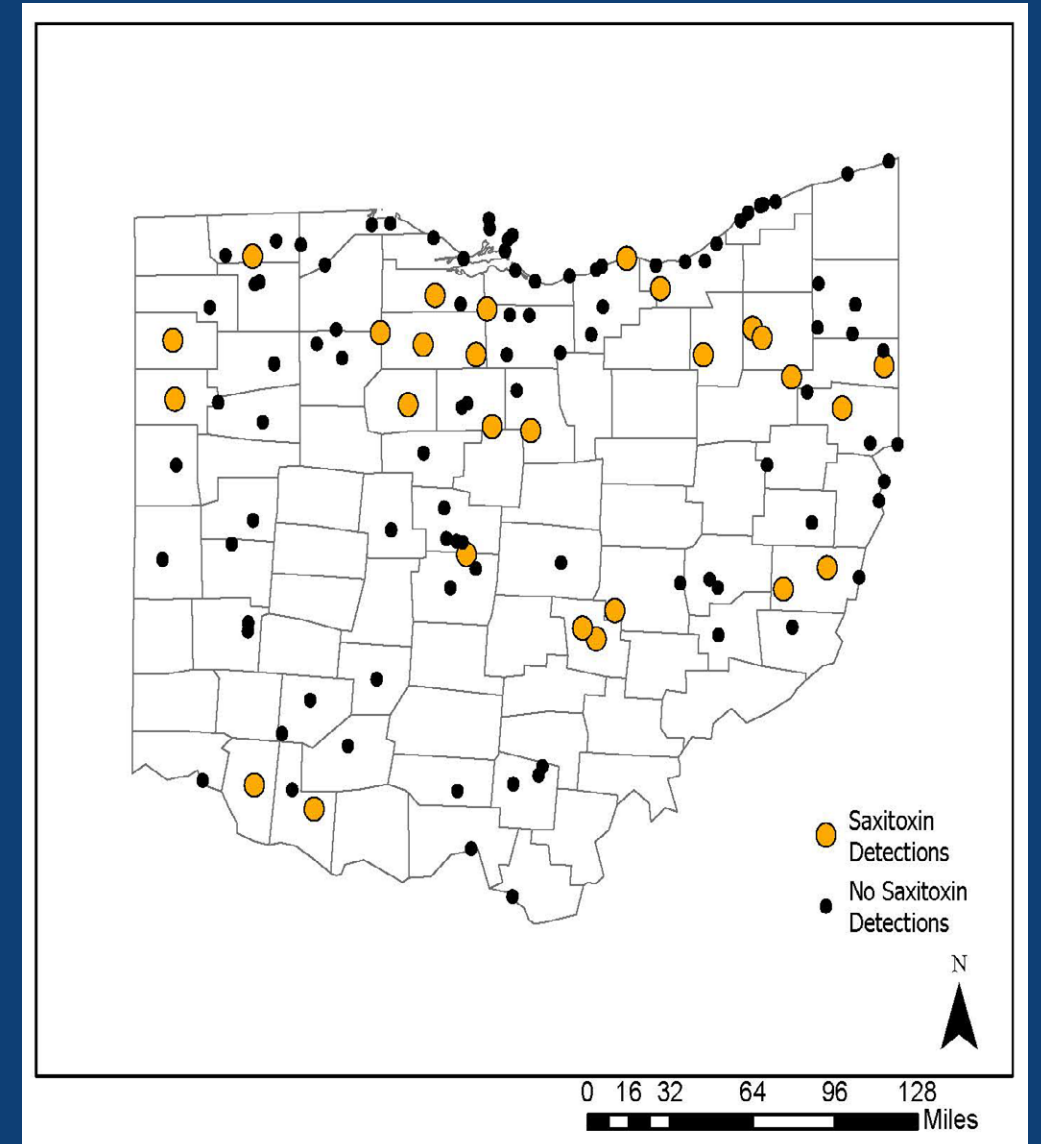 Saxitoxin
Detections
No Saxitoxin
Detections
N
0 16 32 64 96 128
Miles